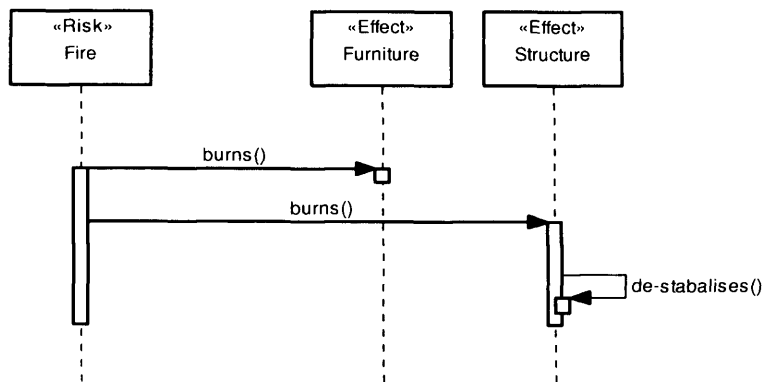 «Risk»
Fire
«Effect»
Furniture
«Effect»
Structure
burns()
burns()
de-stabalises()